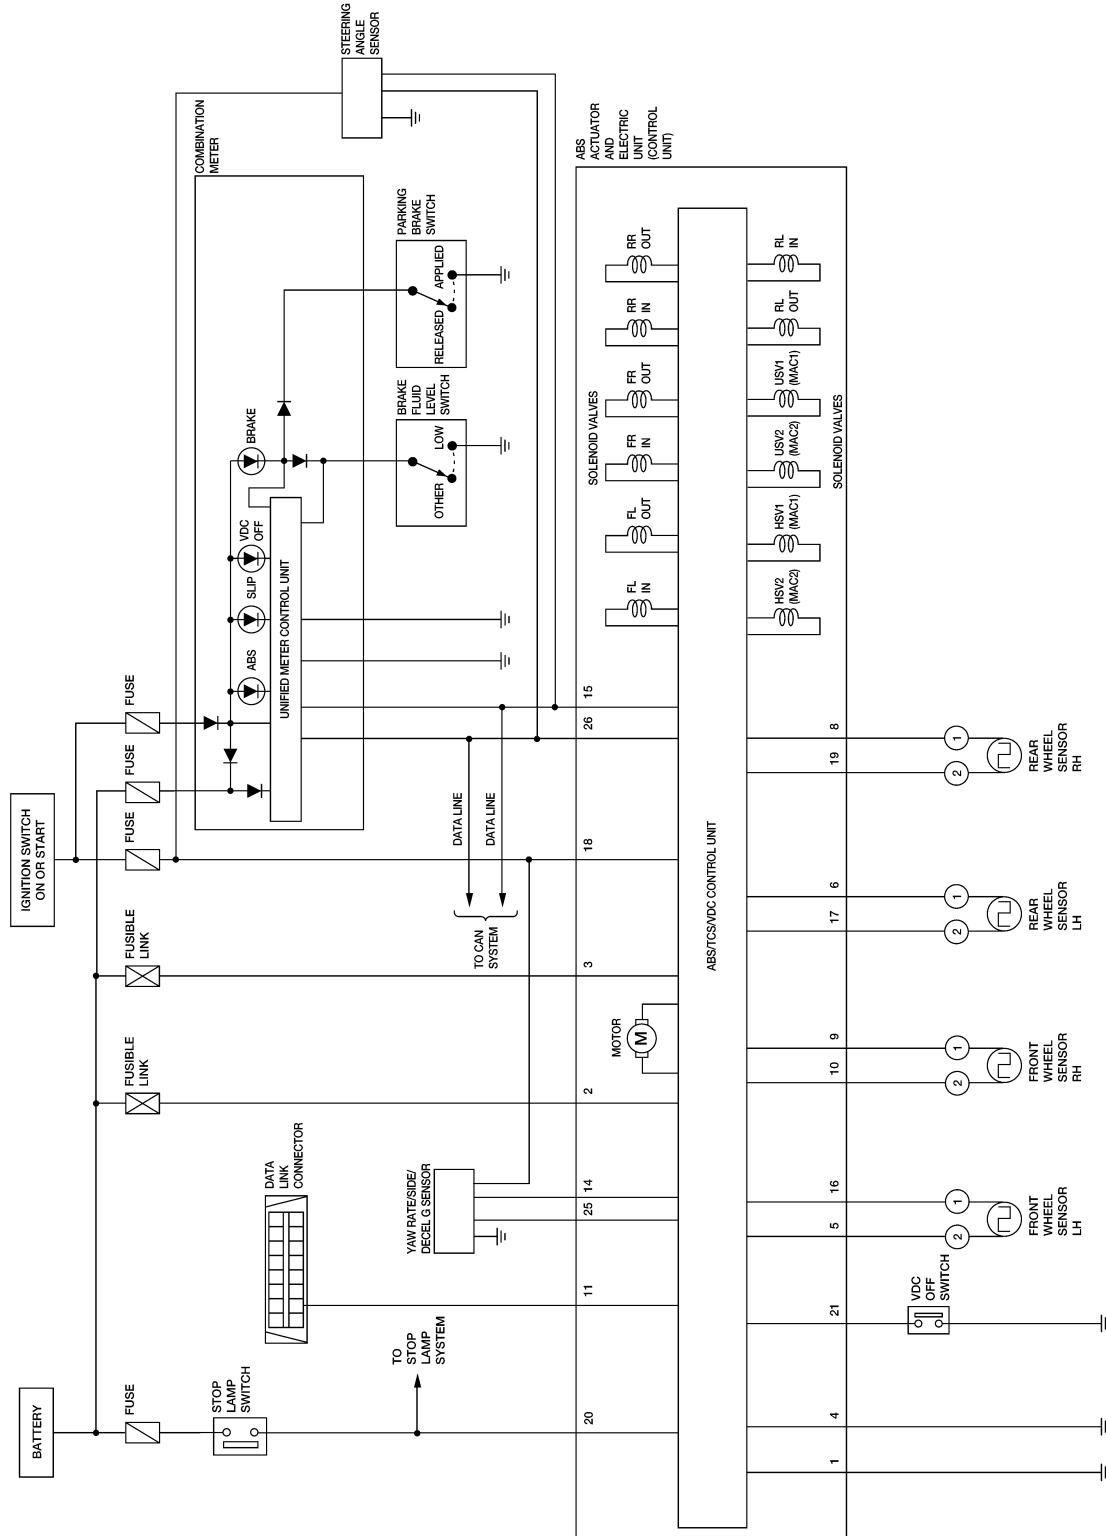 BATTERY
IGNITION SWITCH
ON OR START
FUSE
FUSIBLE
LINK
FUSIBLE
LINK
FUSE
FUSE
FUSE
STOP
LAMP
SWITCH
DATA
LINK
CONNECTOR
COMBINATION
METER
ABS
SLIP
VDC
OFF
BRAKE
UNIFIED METER CONTROL UNIT
STEERING
ANGLE
SENSOR
TO
STOP
LAMP
SYSTEM
YAW RATE/SIDE/
DECEL G SENSOR
TO CAN
SYSTEM
DATA LINE
DATA LINE
BRAKE
FLUID
LEVEL
SWITCH
OTHER
LOW
PARKING
BRAKE
SWITCH
RELEASED
APPLIED
20
11
25
14
2
3
18
26
15
ABS
ACTUATOR
AND
ELECTRIC
UNIT
(CONTROL
UNIT)
MOTOR
M
SOLENOID VALVES
FL
IN
FL
OUT
FR
IN
FR
OUT
RR
IN
RR
OUT
ABS/TCS/VDC CONTROL UNIT
HSV2
(MAC2)
HSV1
(MAC1)
USV2
(MAC2)
USV1
(MAC1)
RL
OUT
RL
IN
SOLENOID VALVES
1
4
21
5
16
10
9
17
6
19
8
VDC
OFF
SWITCH
2
1
FRONT
WHEEL
SENSOR
LH
2
1
FRONT
WHEEL
SENSOR
RH
2
1
REAR
WHEEL
SENSOR
LH
2
1
REAR
WHEEL
SENSOR
RH